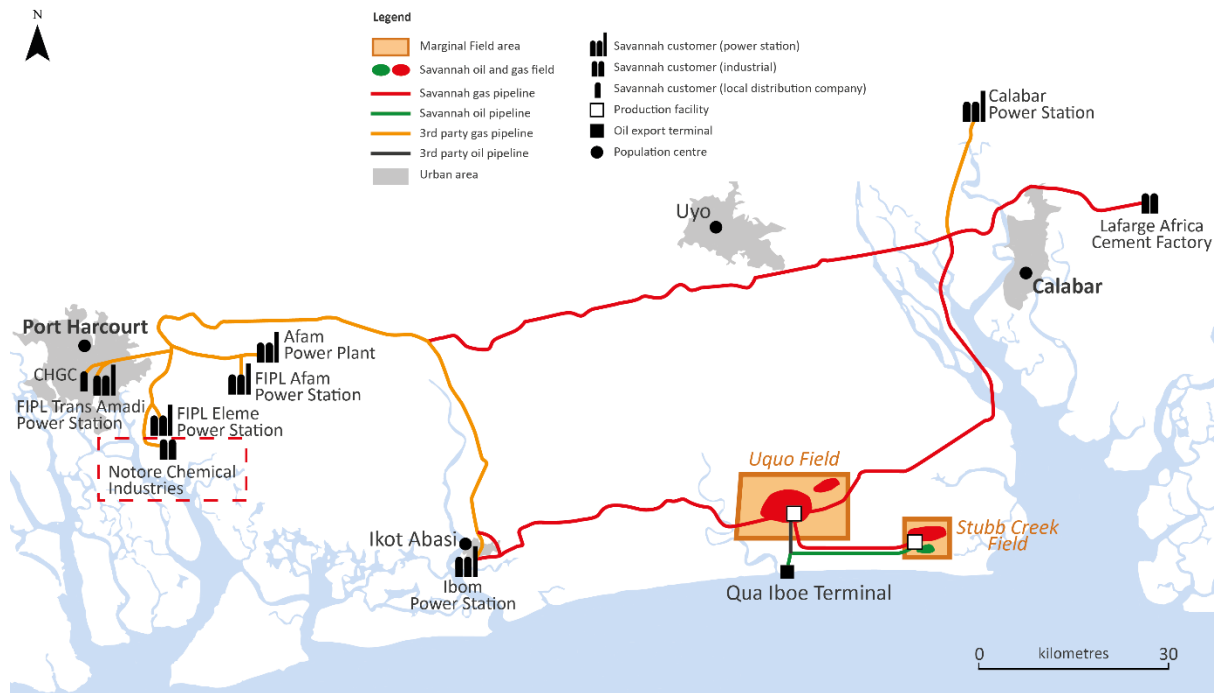 N
Legend
Marginal Field area
Savannah oil and gas field
Savannah gas pipeline
Savannah oil pipeline
3rd party gas pipeline
3rd party oil pipeline
Urban area
Savannah customer (power station)
Savannah customer (industrial)
Savannah customer (local distribution company)
Production facility
Oil export terminal
Population centre
Calabar
Power Station
Uyo
Lafarge Africa
Cement Factory
Calabar
Port Harcourt
Afam
Power Plant
CHGC
FIPL Afam
Power Station
FIPL Trans Amadi
Power Station
FIPL Eleme
Power Station
Notore Chemical
Industries
Uquo Field
Stubb Creek
Field
Ikot Abasi
Ibom
Power Station
Qua Iboe Terminal
0 kilometres 30